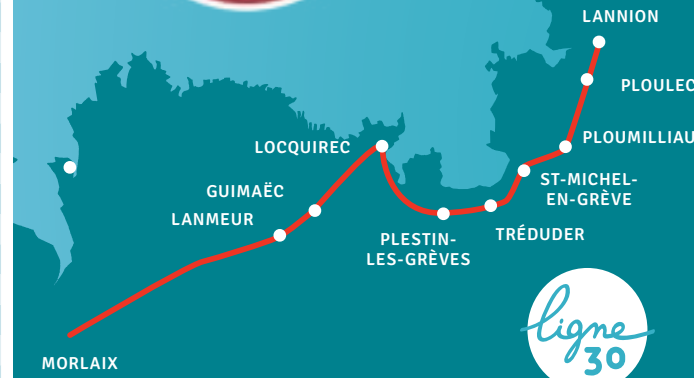 LANNION
PLOULEC
PLOUMILLIAU
LOCQUIREC
ST-MICHEL-
EN-GRÈVE
GUIMAËC
LANMEUR
TRÉDUDER
PLESTIN-
LES-GRÈVES
ligne
30
MORLAIX